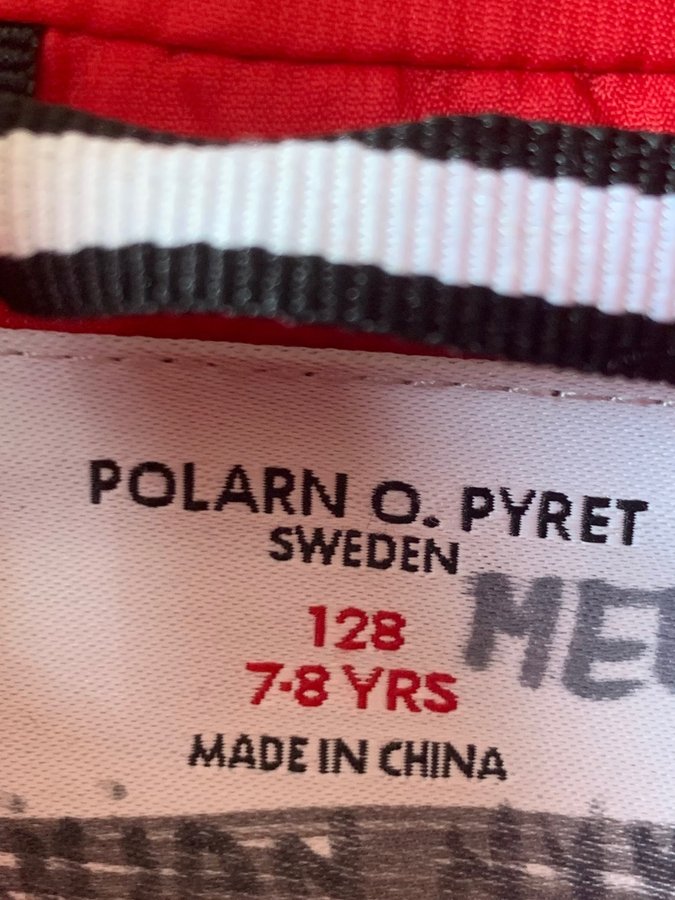 POLARN O. PYRET
SWEDEN
128
7-8 YRS
MADE IN CHINA